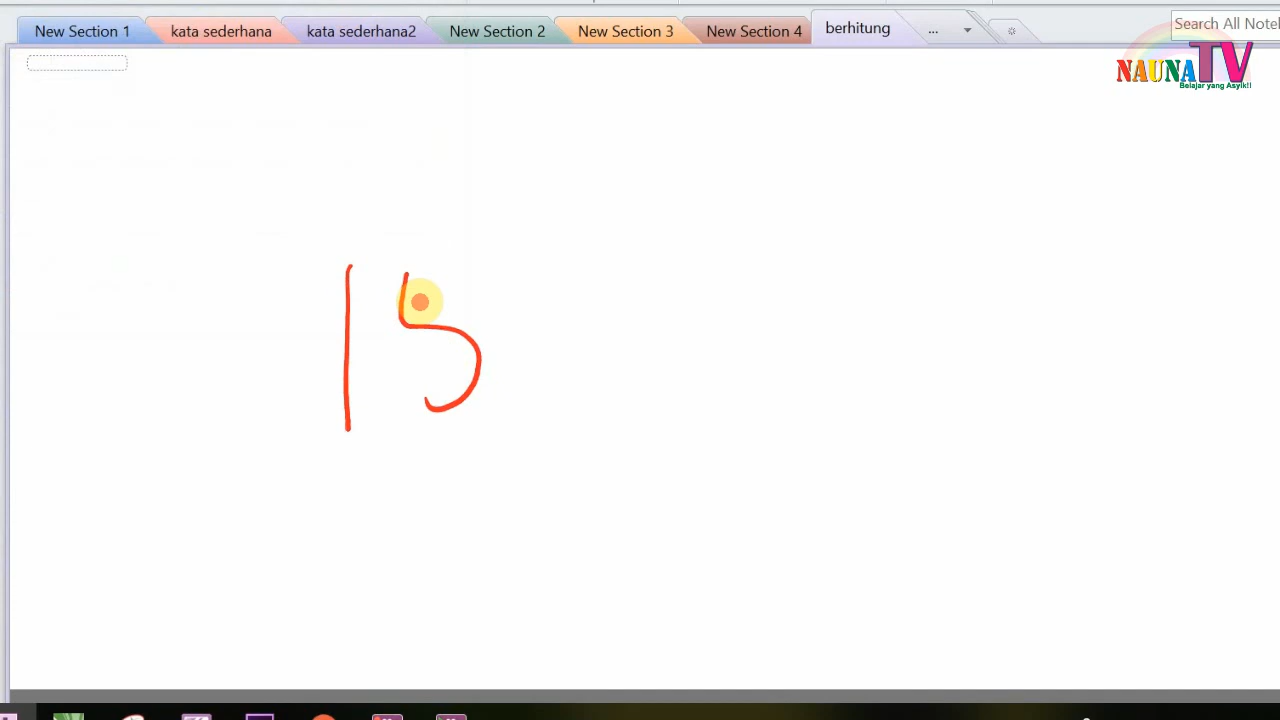 New Section 1 kata sederhana kata sederhana2 New Section 2 New Section 3 New Section 4 berhitung ... Search All Note
NAUNA TV
Belajar yang Asyik!!
15